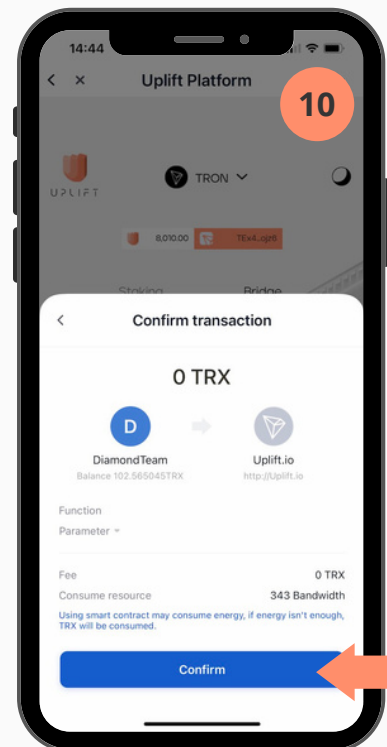 14:44
Uplift Platform
10
UPLIFT
TRON
8,010.00
TEx4...ojz6
Staking
Bridge
Confirm transaction
0 TRX
D
DiamondTeam
Uplift.io
Balance 102.565045TRX
http://Uplift.io
Function
Parameter
Fee
0 TRX
Consume resource
343 Bandwidth
Using smart contract may consume energy, if energy isn't enough,
TRX will be consumed.
Confirm